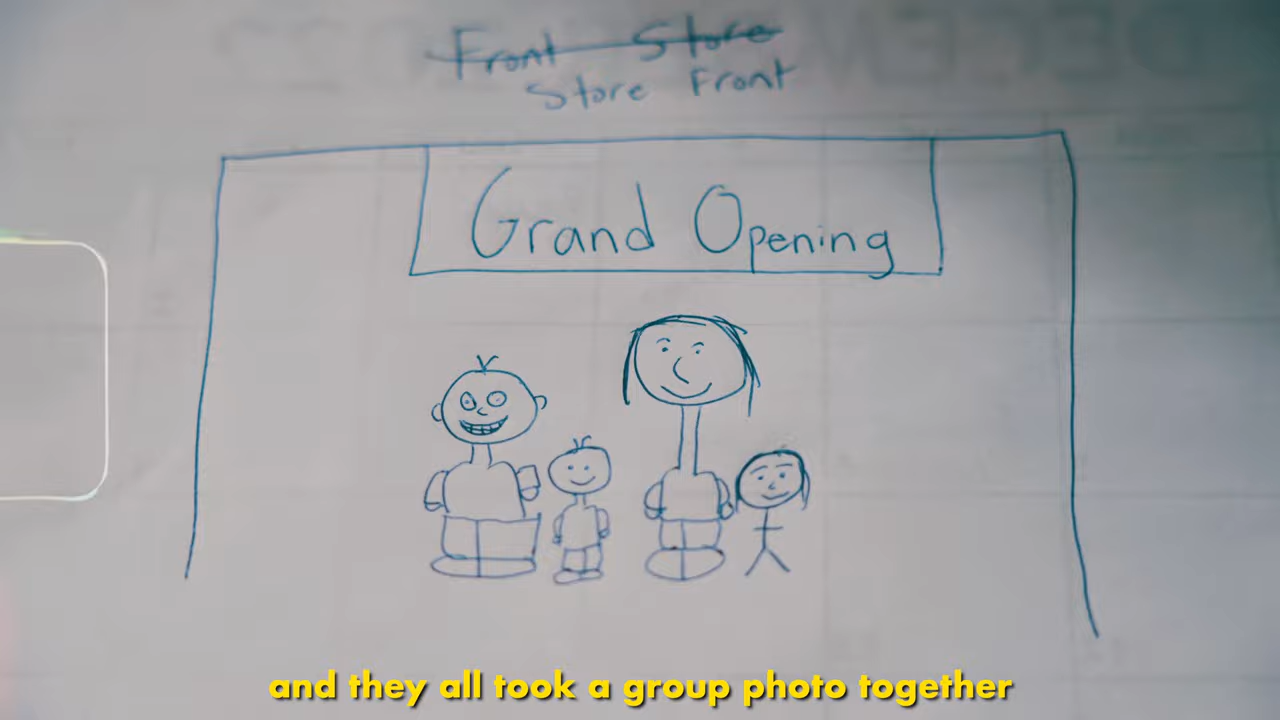 Front Store
Store Front
Grand Opening
and they all took a group photo together